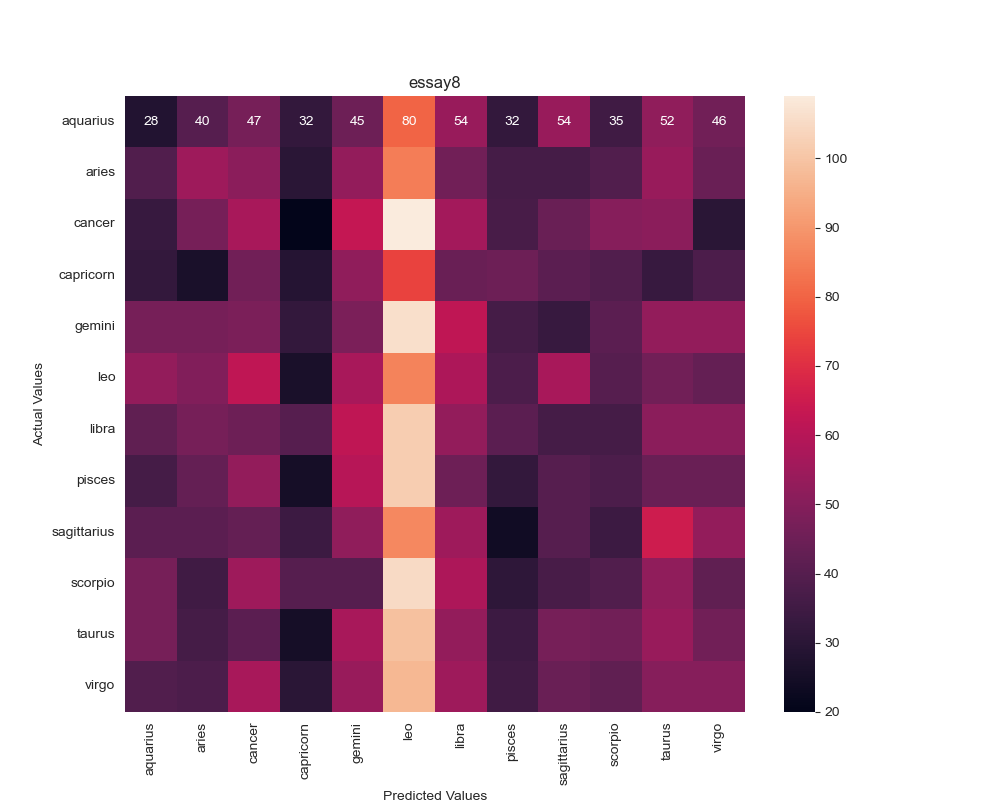 essay8
aquarius 28 40 47 32 45 80 54 32 54 35 52 46
aries
cancer
capricorn
gemini
leo
libra
pisces
sagittarius
scorpio
taurus
virgo
Actual Values
aquarius aries cancer capricorn gemini leo libra pisces sagittarius scorpio taurus virgo
Predicted Values
100
90
80
70
60
50
40
30
20